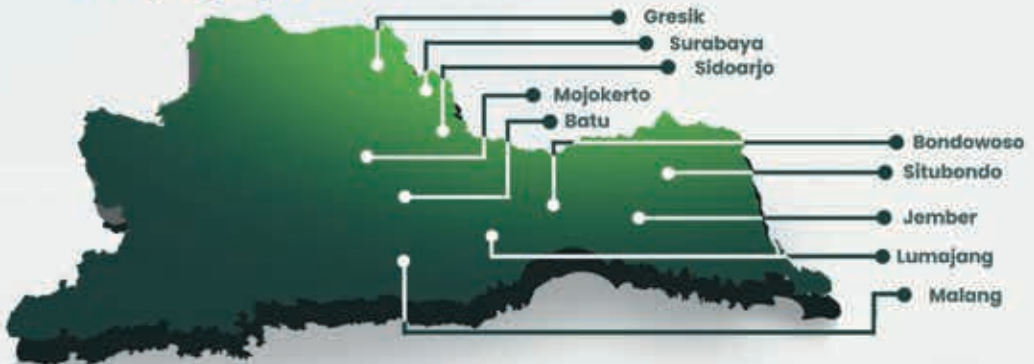 Gresik
Surabaya
Sidoarjo
Mojokerto
Batu
Bondowoso
Situbondo
Jember
Lumajang
Malang